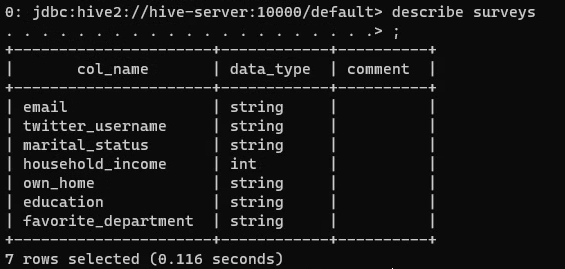 0: jdbc:hive2://hive-server:10000/default> describe surveys
. . . . . . . . . . . . . . . . . . . . . .> ;
+---------------------+------------+----------+
|      col_name       | data_type  | comment  |
+---------------------+------------+----------+
| email               | string     |          |
| twitter_username    | string     |          |
| marital_status      | string     |          |
| household_income    | int        |          |
| own_home            | string     |          |
| education           | string     |          |
| favorite_department | string     |          |
+---------------------+------------+----------+
7 rows selected (0.116 seconds)